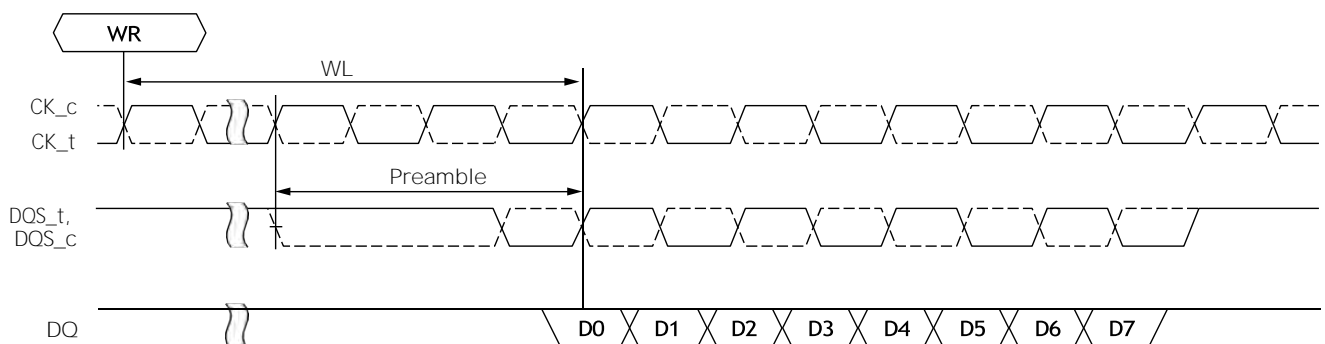 WR
WL
CK_c
CK_t
Preamble
DQS_t,
DQS_c
DQ
D0 D1 D2 D3 D4 D5 D6 D7